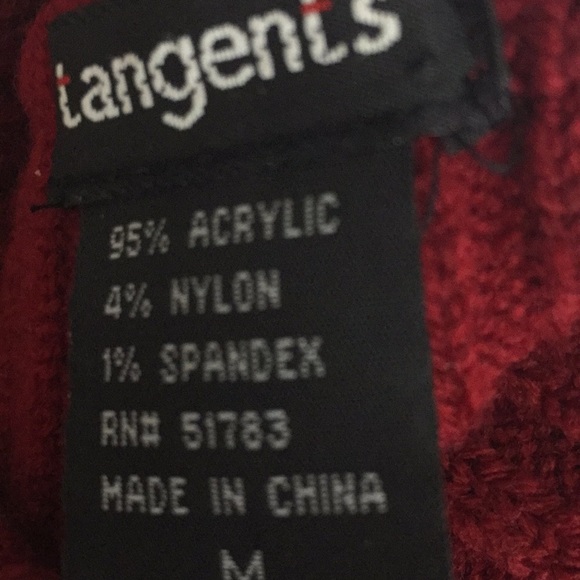 tangents
95% ACRYLIC
4% NYLON
1% SPANDEX
RN# 51783
MADE IN CHINA
M